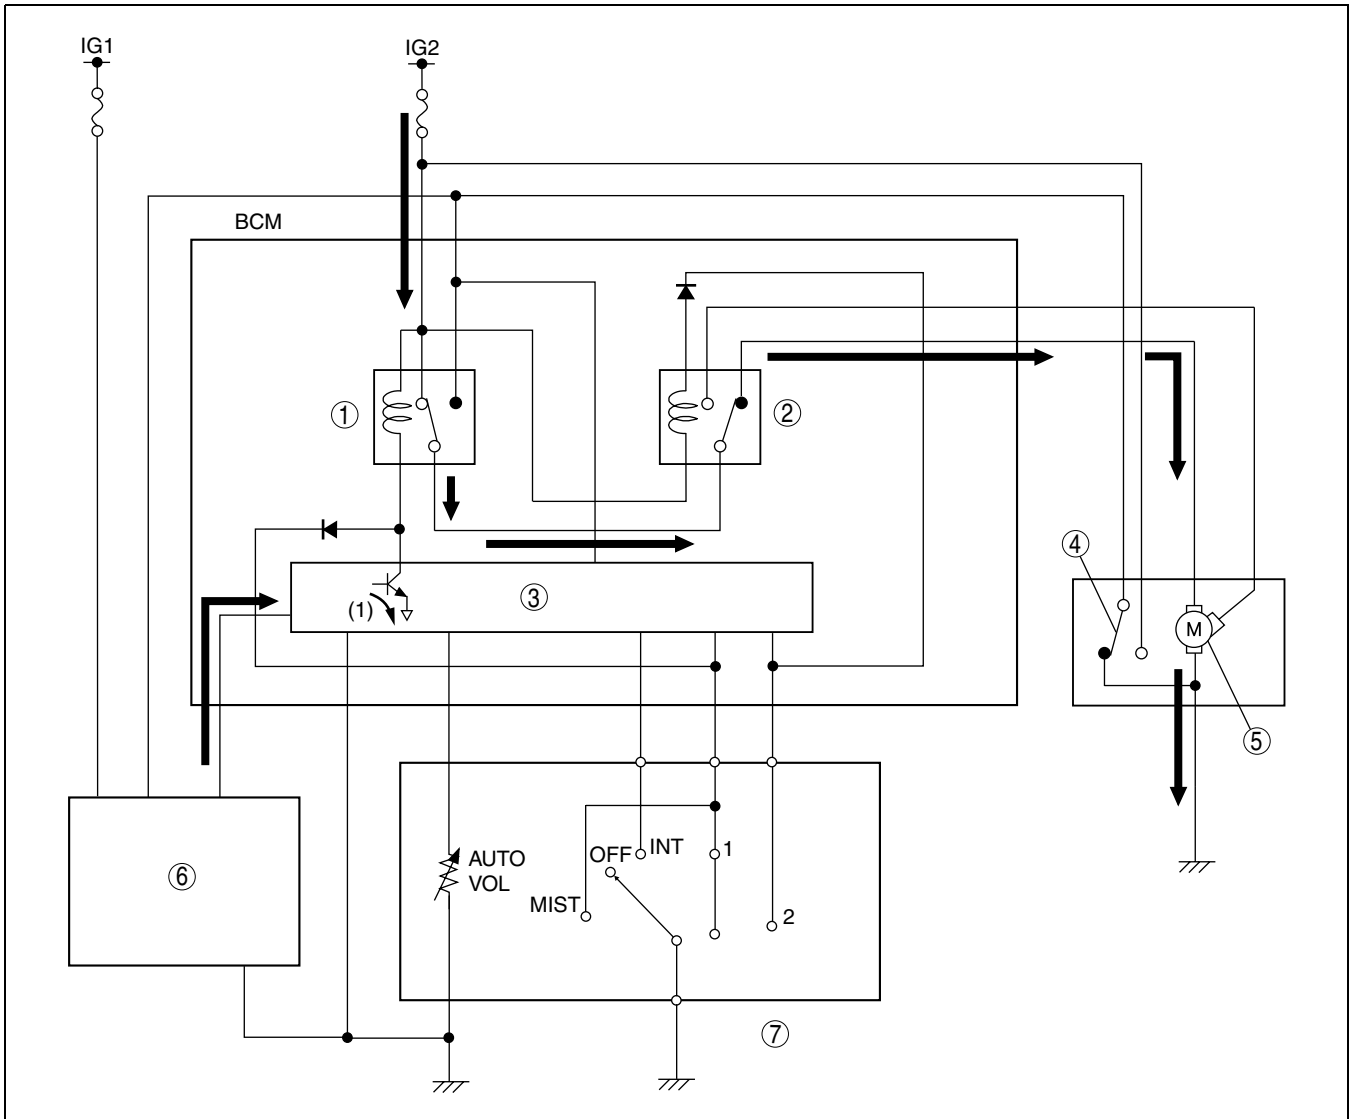 IG1
IG2
BCM
①
②
④
(1)
③
M
⑤
AUTO
VOL
OFF
INT
1
MIST
2
⑥
⑦